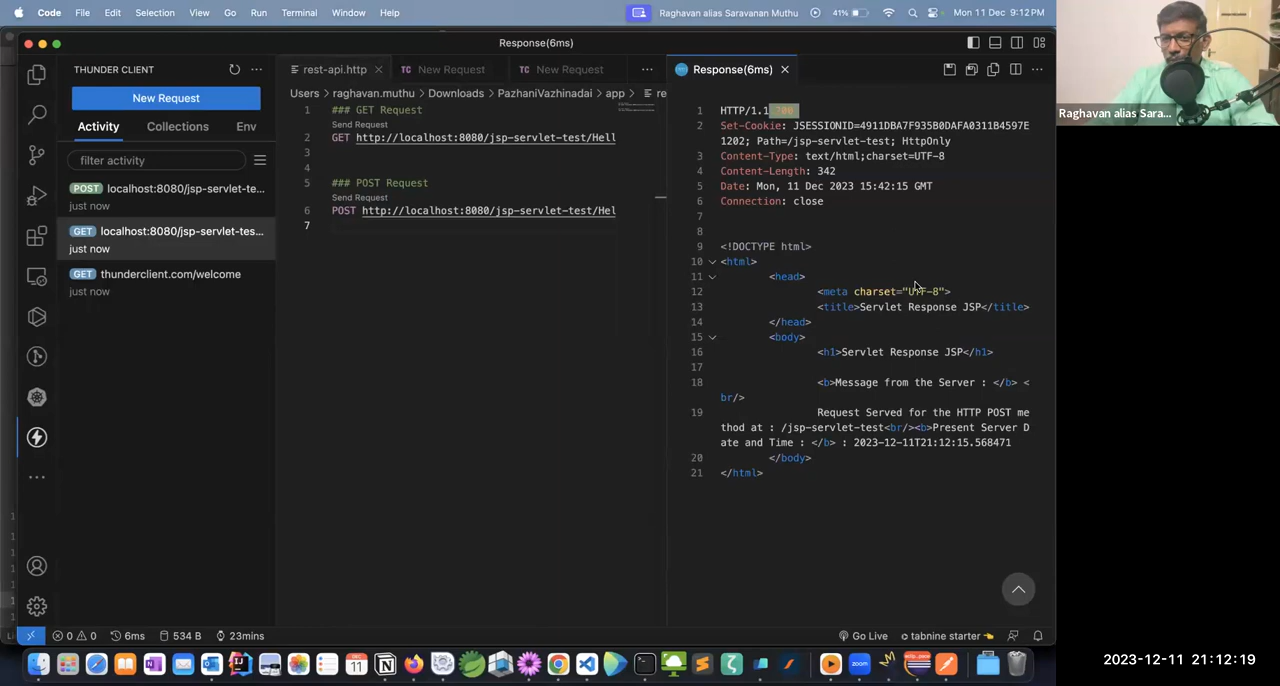 Code File Edit Selection View Go Run Terminal Window Help Raghavan alias Saravanan Muthu 41% Mon 11 Dec 9:12PM
Response(6ms)
THUNDER CLIENT
New Request
Activity Collections Env
filter activity
POST localhost:8080/jsp-servlet-te...
just now
GET localhost:8080/jsp-servlet-tes...
just now
GET thunderclient.com/welcome
just now
rest-api.http New Request New Request
Users > raghavan.muthu > Downloads > PazhaniVazhinadai > app > re
1 ### GET Request
Send Request
2 GET http://localhost:8080/jsp-servlet-test/Hell
3
4
5 ### POST Request
Send Request
6 POST http://localhost:8080/jsp-servlet-test/Hel
7
Response(6ms)
1 HTTP/1.1 700
2 Set-Cookie: JSESSIONID=4911DBA7F935B0DAFA0311B4597E
1202; Path=/jsp-servlet-test; HttpOnly
3 Content-Type: text/html;charset=UTF-8
4 Content-Length: 342
5 Date: Mon, 11 Dec 2023 15:42:15 GMT
6 Connection: close
7
8
9 <!DOCTYPE html>
10 <html>
11 <head>
12 <meta charset="UTF-8">
13 <title>Servlet Response JSP</title>
14 </head>
15 <body>
16 <h1>Servlet Response JSP</h1>
17
18 <b>Message from the Server : </b> <
br/>
19 Request Served for the HTTP POST me
thod at : /jsp-servlet-test<br/><b>Present Server D
ate and Time : </b> : 2023-12-11T21:12:15.568471
20 </body>
21 </html>
Raghavan alias Sara...
0 0 6ms 534 B 23mins Go Live tabnine starter
2023-12-11 21:12:19